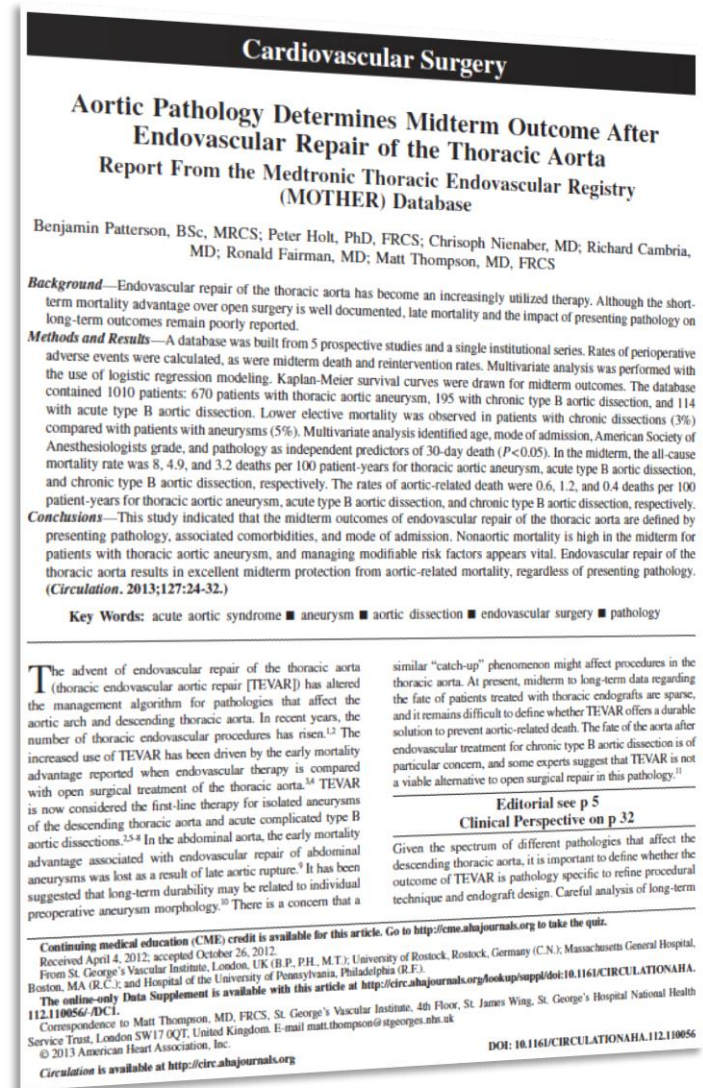 Cardiovascular Surgery
Aortic Pathology Determines Midterm Outcome After
Endovascular Repair of the Thoracic Aorta
Report From the Medtronic Thoracic Endovascular Registry
(MOTHER) Database
Benjamin Patterson, BSc, MRCS; Peter Holt, PhD, FRCS; Chrisoph Nienaber, MD; Richard Cambria,
MD; Ronald Fairman, MD; Matt Thompson, MD, FRCS
Background—Endovascular repair of the thoracic aorta has become an increasingly utilized therapy. Although the short-
term mortality advantage over open surgery is well documented, late mortality and the impact of presenting pathology on
long-term outcomes remain poorly reported.
Methods and Results—A database was built from 5 prospective studies and a single institutional series. Rates of perioperative
adverse events were calculated, as were midterm death and reintervention rates. Multivariate analysis was performed with
the use of logistic regression modeling. Kaplan-Meier survival curves were drawn for midterm outcomes. The database
contained 1010 patients: 670 patients with thoracic aortic aneurysm, 195 with chronic type B aortic dissection, and 114
with acute type B aortic dissection. Lower elective mortality was observed in patients with chronic dissections (3%)
compared with patients with aneurysms (5%). Multivariate analysis identified age, mode of admission, American Society of
Anesthesiologists grade, and pathology as independent predictors of 30-day death (P<0.05). In the midterm, the all-cause
mortality rate was 8, 4.9, and 3.2 deaths per 100 patient-years for thoracic aortic aneurysm, acute type B aortic dissection,
and chronic type B aortic dissection, respectively. The rates of aortic-related death were 0.6, 1.2, and 0.4 deaths per 100
patient-years for thoracic aortic aneurysm, acute type B aortic dissection, and chronic type B aortic dissection, respectively.
Conclusions—This study indicated that the midterm outcomes of endovascular repair of the thoracic aorta are defined by
presenting pathology, associated comorbidities, and mode of admission. Nonaortic mortality is high in the midterm for
patients with thoracic aortic aneurysm, and managing modifiable risk factors appears vital. Endovascular repair of the
thoracic aorta results in excellent midterm protection from aortic-related mortality, regardless of presenting pathology.
(Circulation. 2013;127:24-32.)
Key Words: acute aortic syndrome ■ aneurysm ■ aortic dissection ■ endovascular surgery ■ pathology
The advent of endovascular repair of the thoracic aorta
(thoracic endovascular aortic repair [TEVAR]) has altered
the management algorithm for pathologies that affect the
aortic arch and descending thoracic aorta. In recent years, the
number of thoracic endovascular procedures has risen.1,2 The
increased use of TEVAR has been driven by the early mortality
advantage reported when endovascular therapy is compared
with open surgical treatment of the thoracic aorta.3,4 TEVAR
is now considered the first-line therapy for isolated aneurysms
of the descending thoracic aorta and acute complicated type B
aortic dissections.2,5-8 In the abdominal aorta, the early mortality
advantage associated with endovascular repair of abdominal
aneurysms was lost as a result of late aortic rupture.9 It has been
suggested that long-term durability may be related to individual
preoperative aneurysm morphology.10 There is a concern that a
similar “catch-up” phenomenon might affect procedures in the
thoracic aorta. At present, midterm to long-term data regarding
the fate of patients treated with thoracic endografts are sparse,
and it remains difficult to define whether TEVAR offers a durable
solution to prevent aortic-related death. The fate of the aorta after
endovascular treatment for chronic type B aortic dissection is of
particular concern, and some experts suggest that TEVAR is not
a viable alternative to open surgical repair in this pathology.11
Editorial see p 5
Clinical Perspective on p 32
Given the spectrum of different pathologies that affect the
descending thoracic aorta, it is important to define whether the
outcome of TEVAR is pathology specific to refine procedural
technique and endograft design. Careful analysis of long-term
Continuing medical education (CME) credit is available for this article. Go to http://cme.ahajournals.org to take the quiz.
Received April 4, 2012; accepted October 26, 2012.
From St. George's Vascular Institute, London, UK (B.P., P.H., M.T.); University of Rostock, Rostock, Germany (C.N.); Massachusetts General Hospital,
Boston, MA (R.C.); and Hospital of the University of Pennsylvania, Philadelphia (R.F.).
The online-only Data Supplement is available with this article at http://circ.ahajournals.org/lookup/suppl/doi:10.1161/CIRCULATIONAHA.
112.110056/-/DC1.
Correspondence to Matt Thompson, MD, FRCS, St. George's Vascular Institute, 4th Floor, St. James Wing, St. George's Hospital National Health
Service Trust, London SW17 0QT, United Kingdom. E-mail matt.thompson@stgeorges.nhs.uk
© 2013 American Heart Association, Inc.
Circulation is available at http://circ.ahajournals.org
DOI: 10.1161/CIRCULATIONAHA.112.110056